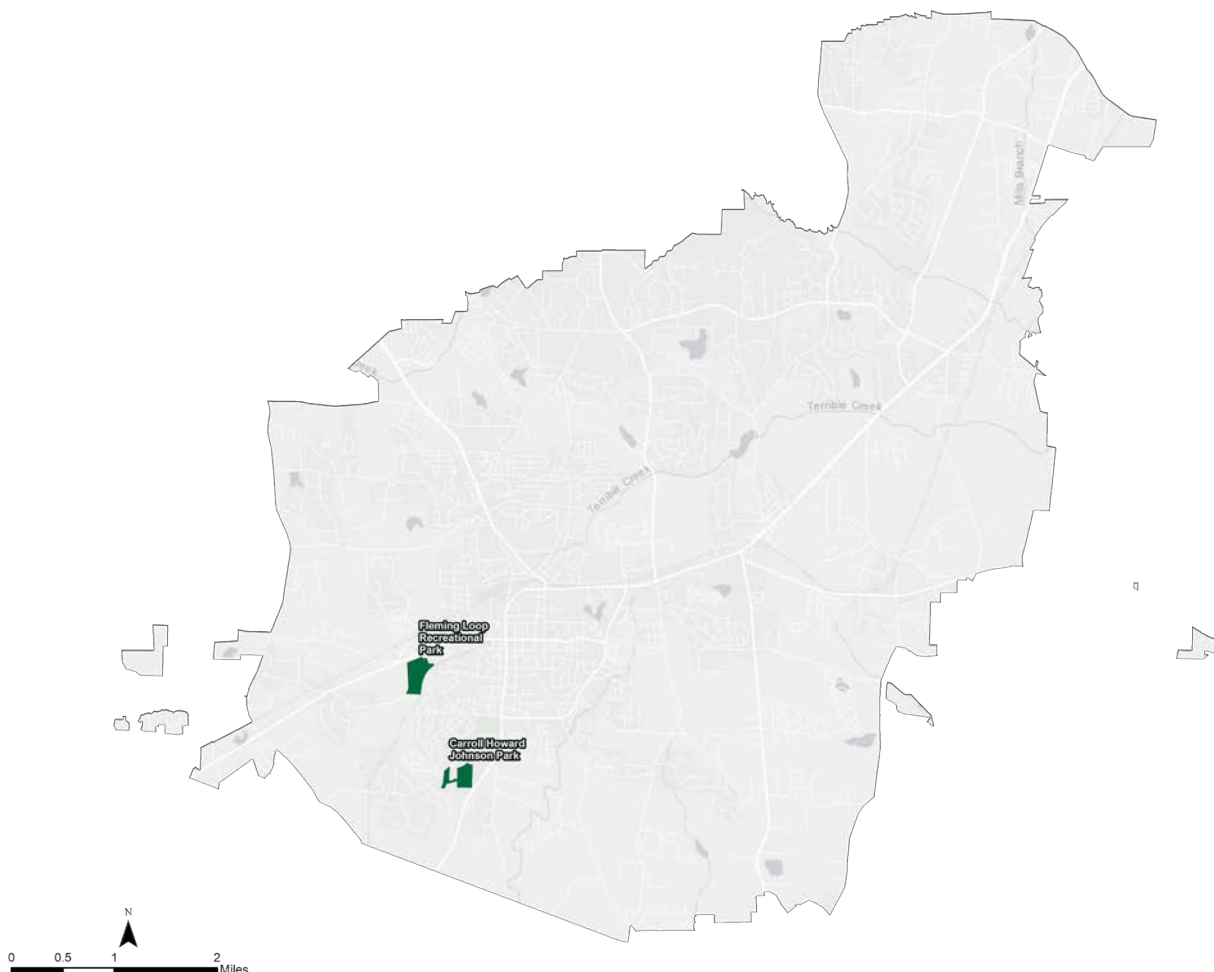 Mills Branch
Creek
Terrible Creek
Terrible Creek
Fleming Loop
Recreational
Park
Carroll Howard
Johnson Park
N
0 0.5 1 2
Miles